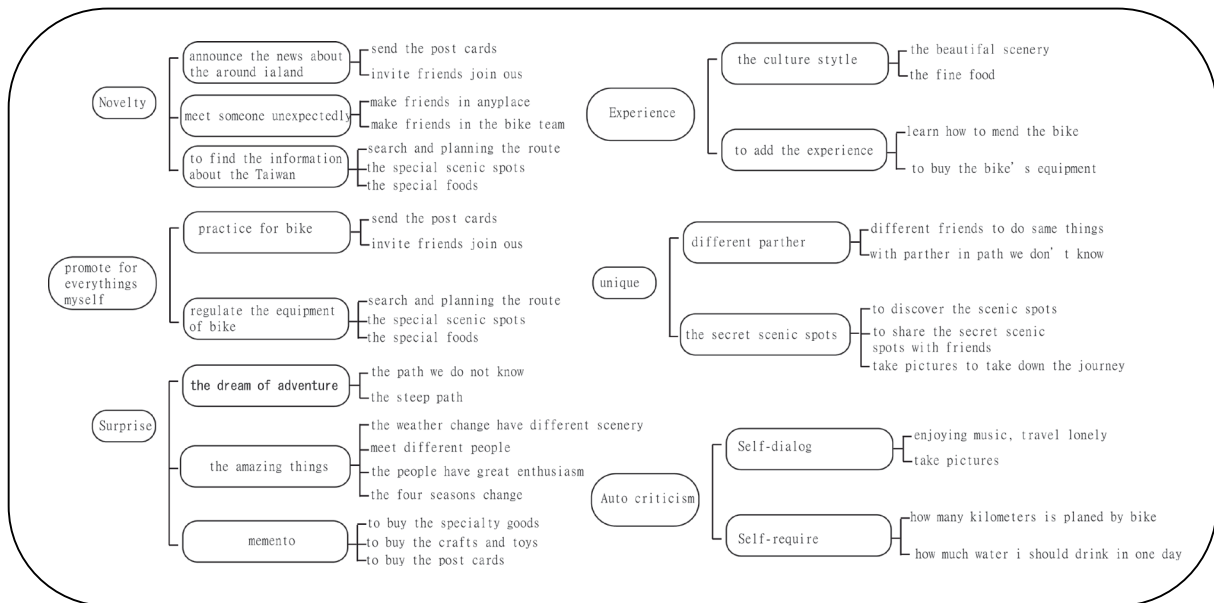 Novelty
announce the news about
the around ialand
send the post cards
invite friends join ous
meet someone unexpectedly
make friends in anyplace
make friends in the bike team
to find the information
about the Taiwan
search and planning the route
the special scenic spots
the special foods
promote for
everythings
myself
practice for bike
send the post cards
invite friends join ous
regulate the equipment
of bike
search and planning the route
the special scenic spots
the special foods
Surprise
the dream of adventure
the path we do not know
the steep path
the amazing things
the weather change have different scenery
meet different people
the people have great enthusiasm
the four seasons change
memento
to buy the specialty goods
to buy the crafts and toys
to buy the post cards
Experience
the culture stytle
the beautiful scenery
the fine food
to add the experience
learn how to mend the bike
to buy the bike's equipment
unique
different parther
different friends to do same things
with parther in path we don't know
the secret scenic spots
to discover the scenic spots
to share the secret scenic
spots with friends
take pictures to take down the journey
Auto criticism
Self-dialog
enjoying music, travel lonely
take pictures
Self-require
how many kilometers is planed by bike
how much water i should drink in one day